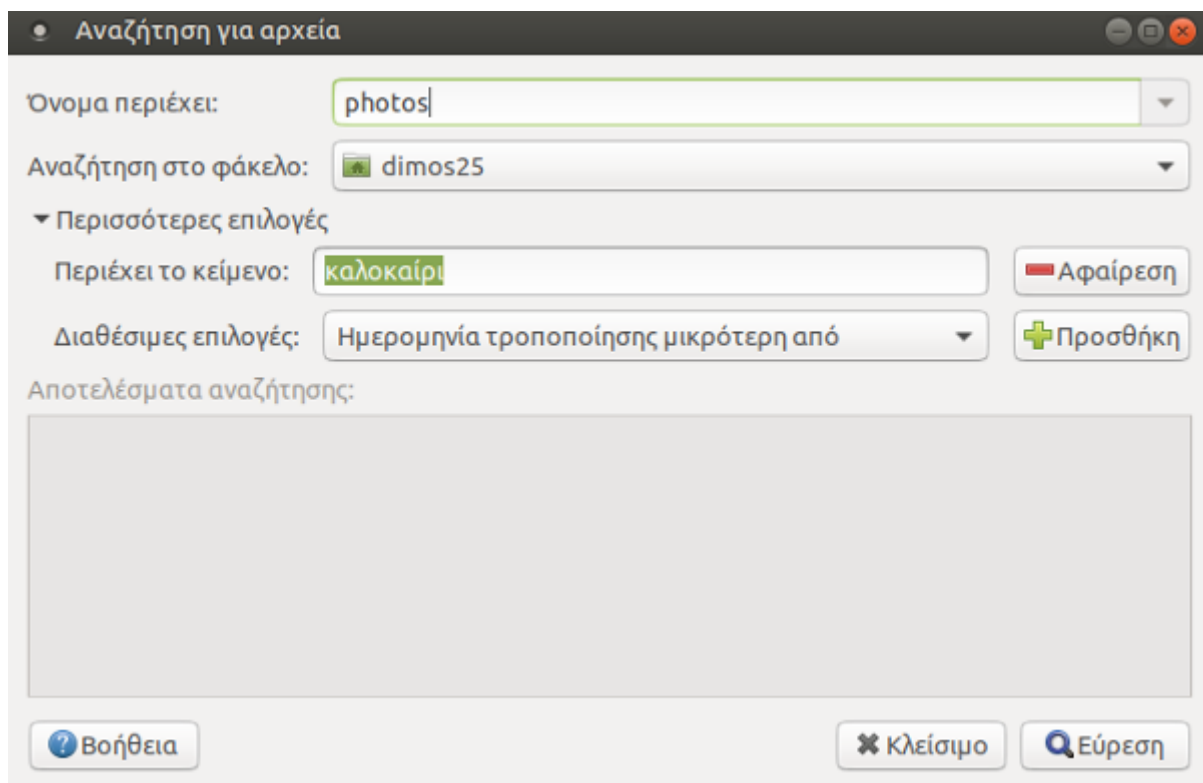 Αναζήτηση για αρχεία
Όνομα περιέχει: photos
Αναζήτηση στο φάκελο: dimos25
Περισσότερες επιλογές
Περιέχει το κείμενο: καλοκαίρι Αφαίρεση
Διαθέσιμες επιλογές: Ημερομηνία τροποποίησης μικρότερη από Προσθήκη
Αποτελέσματα αναζήτησης:
Βοήθεια Κλείσιμο Εύρεση